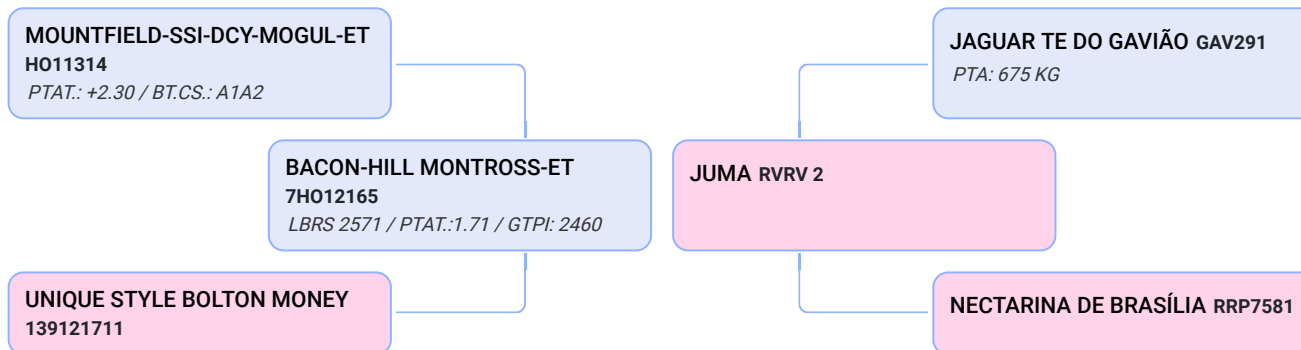 MOUNTFIELD-SSI-DCY-MOGUL-ET
HO11314
PTAT.: +2.30 / BT.CS.: A1A2
BACON-HILL MONTROSS-ET
7HO12165
LBRS 2571 / PTAT.:1.71 / GTPI: 2460
UNIQUE STYLE BOLTON MONEY
139121711
JAGUAR TE DO GAVIÃO GAV291
PTA: 675 KG
JUMA RVRV 2
NECTARINA DE BRASÍLIA RRP7581